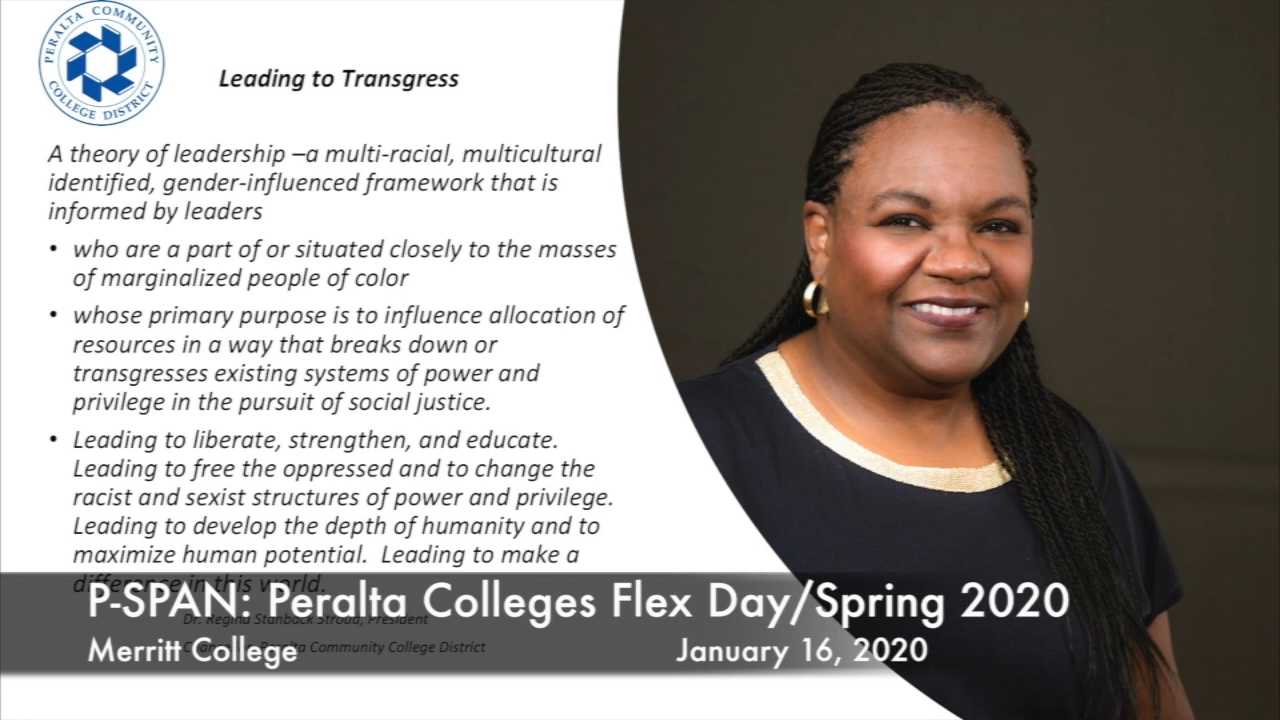 PERALTA COMMUNITY
COLLEGE DISTRICT
Leading to Transgress
A theory of leadership –a multi-racial, multicultural
identified, gender-influenced framework that is
informed by leaders
• who are a part of or situated closely to the masses
of marginalized people of color
• whose primary purpose is to influence allocation of
resources in a way that breaks down or
transgresses existing systems of power and
privilege in the pursuit of social justice.
• Leading to liberate, strengthen, and educate.
Leading to free the oppressed and to change the
racist and sexist structures of power and privilege.
Leading to develop the depth of humanity and to
maximize human potential.  Leading to make a
difference in this world.
P-SPAN: Peralta Colleges Flex Day/Spring 2020
Dr. Regina Stanback Stroud, President
Merritt College January 16, 2020
Peralta Community College District